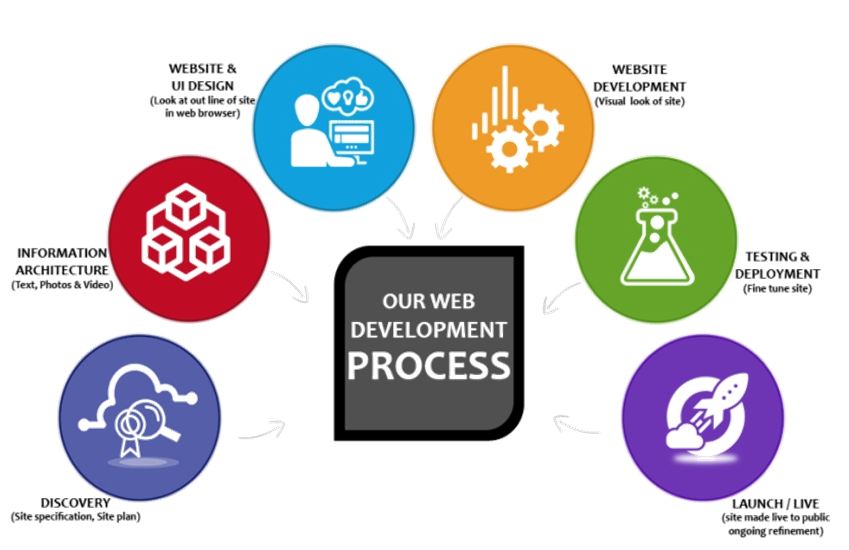 WEBSITE &
UI DESIGN
(Look at out line of site
in web browser)
WEBSITE
DEVELOPMENT
(Visual look of site)
INFORMATION
ARCHITECTURE
(Text, Photos & Video)
TESTING &
DEPLOYMENT
(Fine tune site)
OUR WEB
DEVELOPMENT
PROCESS
DISCOVERY
(Site specification, Site plan)
LAUNCH / LIVE
(site made live to public
ongoing refinement)